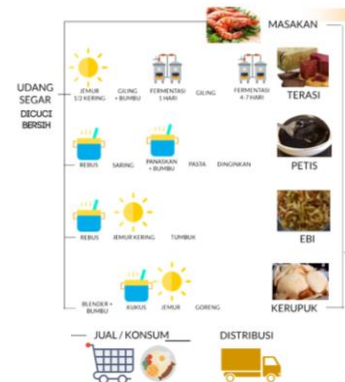 MASAKAN
UDANG
SEGAR
DICUCI
BERSIH
JEMUR
1/2 KERING
GILING
+ BUMBU
FERMENTASI
1 HARI
GILING
FERMENTASI
4-7 HARI
TERASI
REBUS
SARING
PANASKAN
+ BUMBU
PASTA
DINGINKAN
PETIS
REBUS
JEMUR KERING
TUMBUK
EBI
BLENDER +
BUMBU
KUKUS
JEMUR
GORENG
KERUPUK
JUAL / KONSUM
DISTRIBUSI